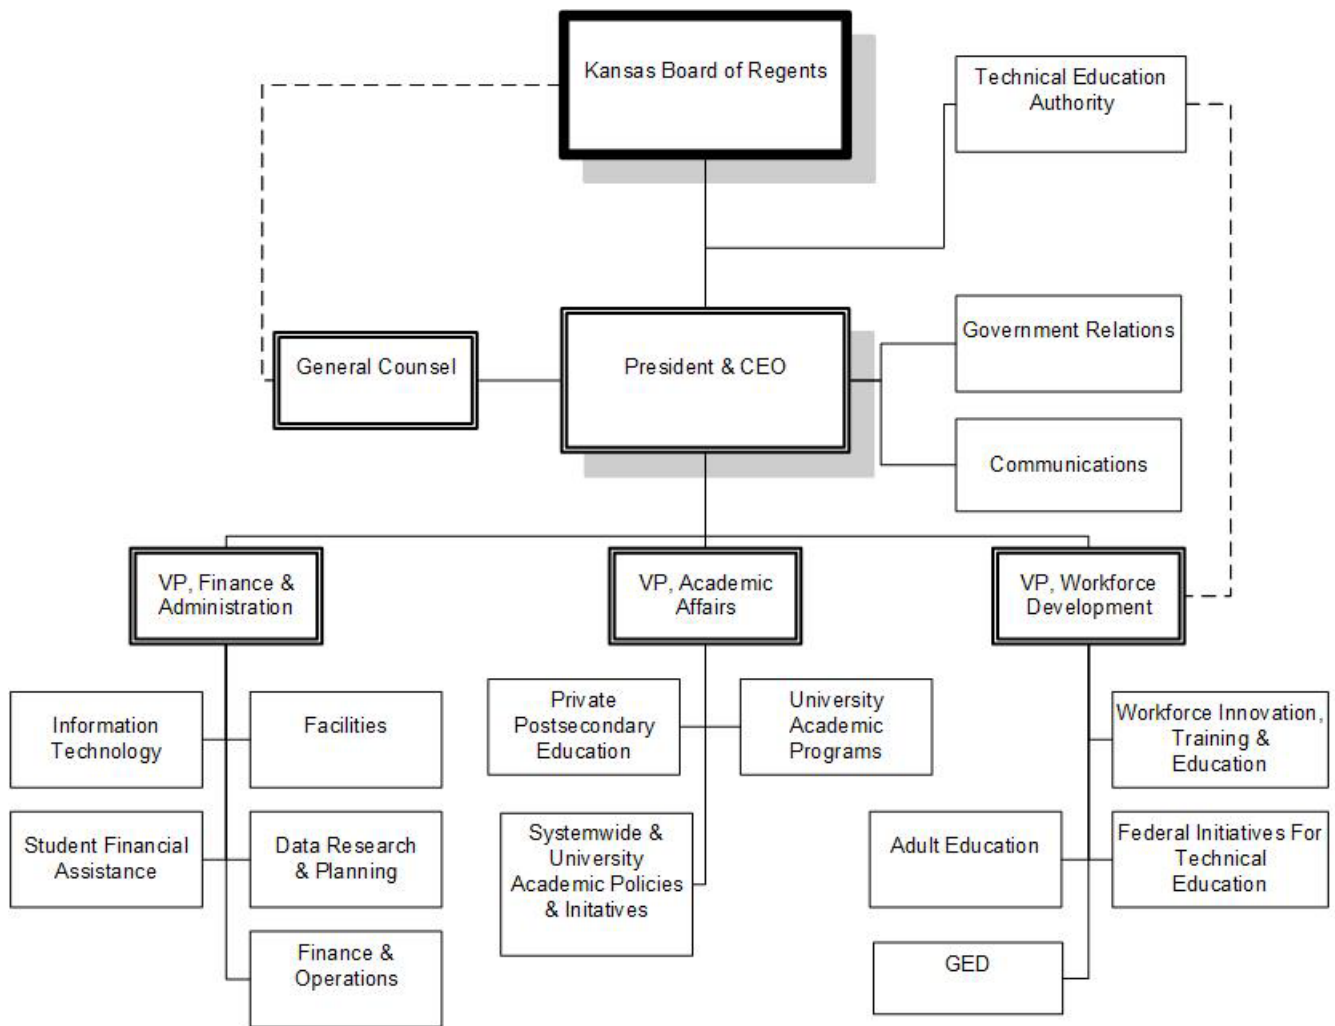 Kansas Board of Regents
Technical Education
Authority
Government Relations
General Counsel
President & CEO
Communications
VP, Finance &
Administration
VP, Academic
Affairs
VP, Workforce
Development
Information
Technology
Facilities
Private
Postsecondary
Education
University
Academic
Programs
Workforce Innovation,
Training &
Education
Student Financial
Assistance
Data Research
& Planning
Systemwide &
University
Academic Policies
& Initatives
Adult Education
Federal Initiatives For
Technical
Education
Finance &
Operations
GED